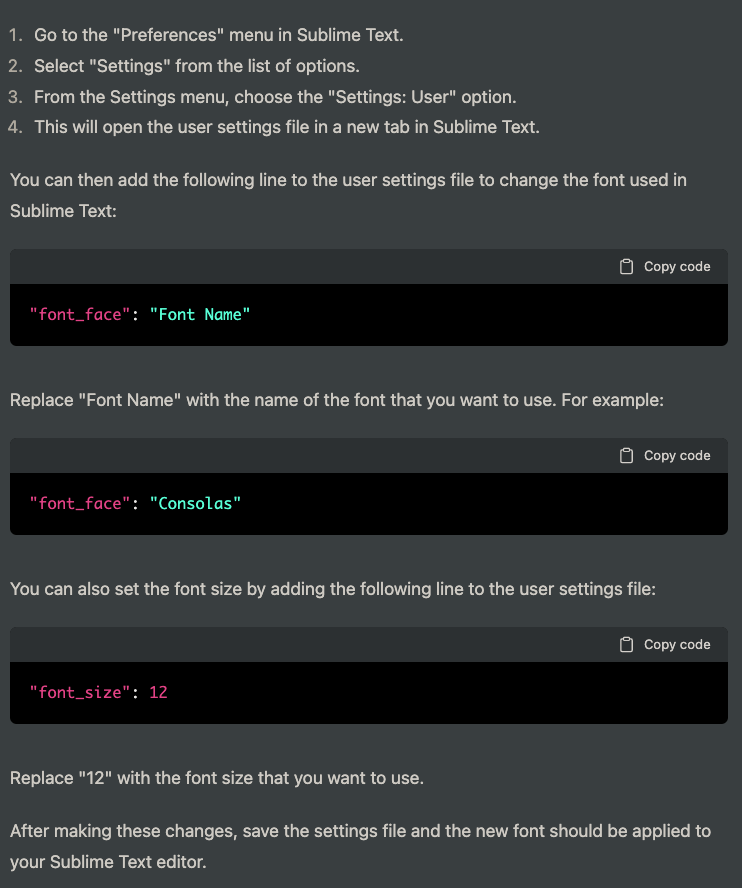 1. Go to the "Preferences" menu in Sublime Text.
2. Select "Settings" from the list of options.
3. From the Settings menu, choose the "Settings: User" option.
4. This will open the user settings file in a new tab in Sublime Text.
You can then add the following line to the user settings file to change the font used in
Sublime Text:
Copy code
"font_face": "Font Name"
Replace "Font Name" with the name of the font that you want to use. For example:
Copy code
"font_face": "Consolas"
You can also set the font size by adding the following line to the user settings file:
Copy code
"font_size": 12
Replace "12" with the font size that you want to use.
After making these changes, save the settings file and the new font should be applied to
your Sublime Text editor.